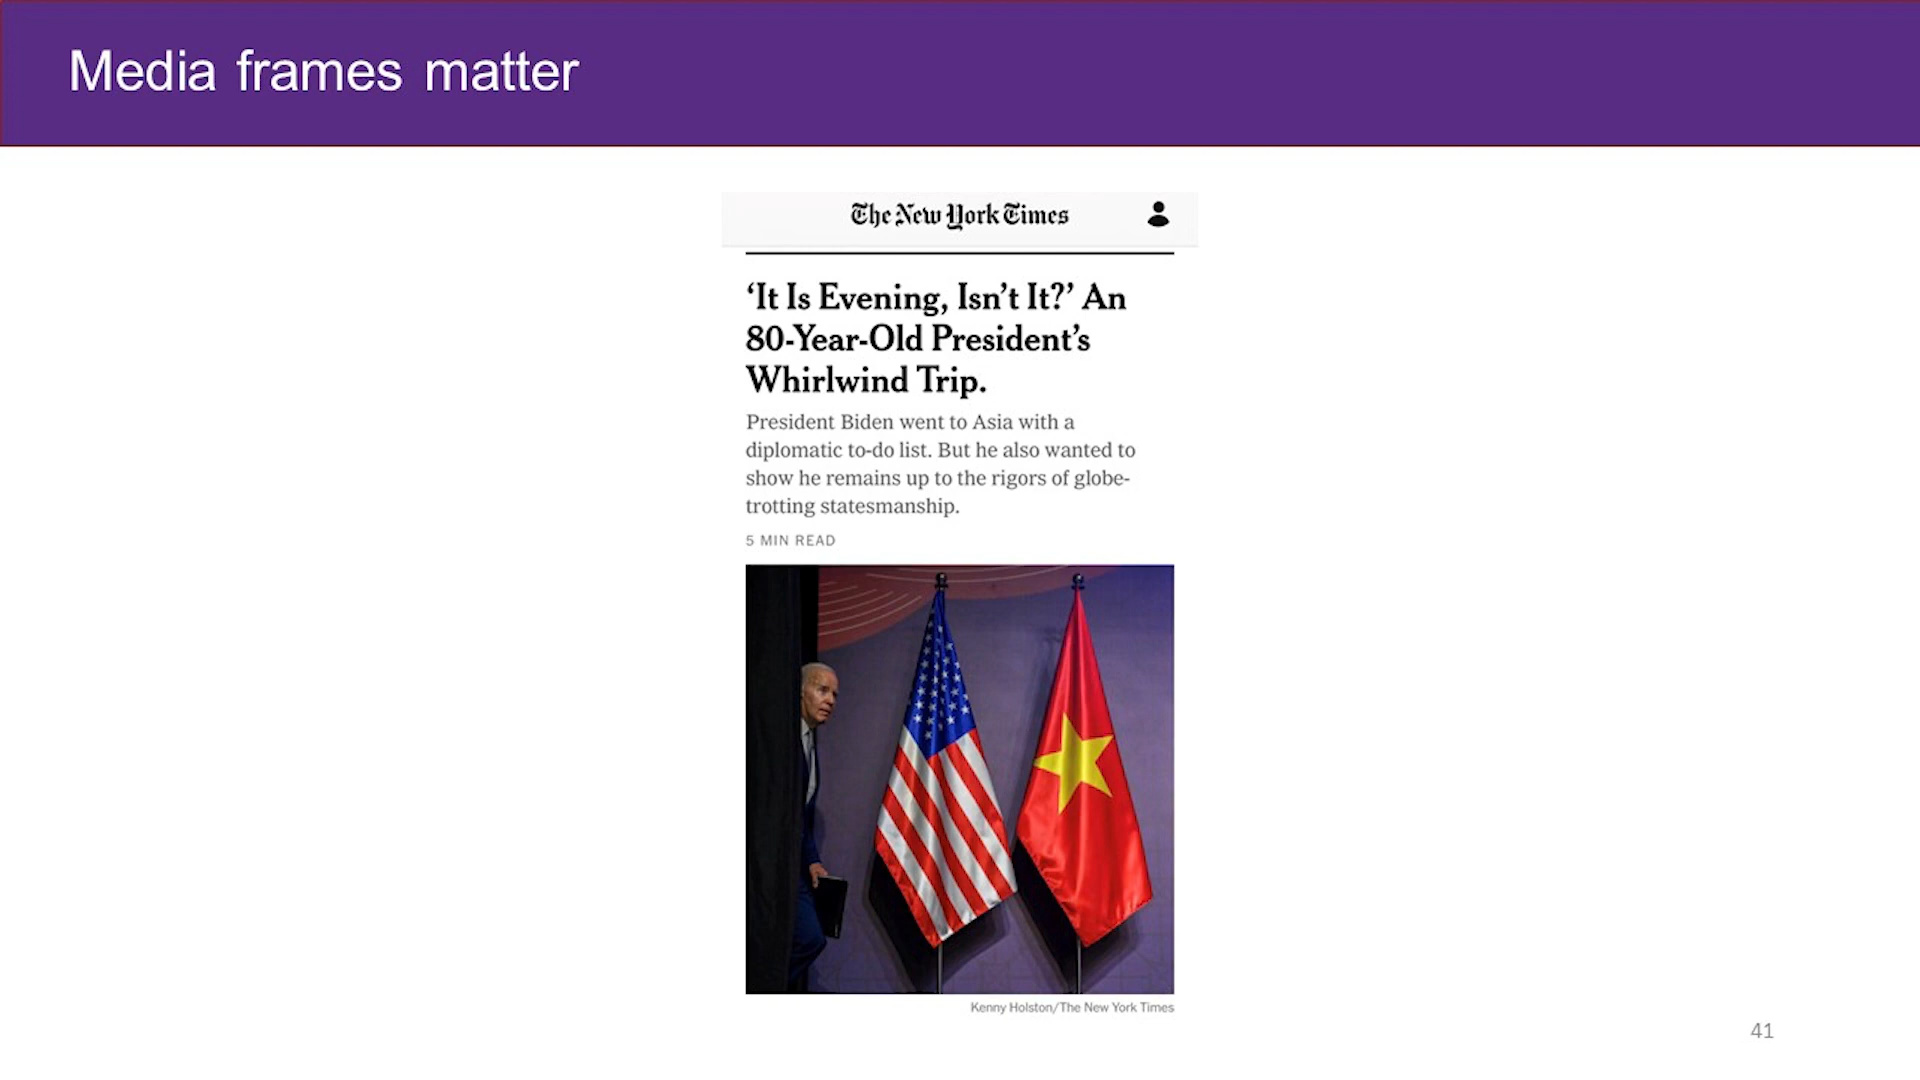 Media frames matter
The New York Times
‘It Is Evening, Isn’t It?’ An
80-Year-Old President’s
Whirlwind Trip.
President Biden went to Asia with a
diplomatic to-do list. But he also wanted to
show he remains up to the rigors of globe-
trotting statesmanship.
5 MIN READ
Kenny Holston/The New York Times
41